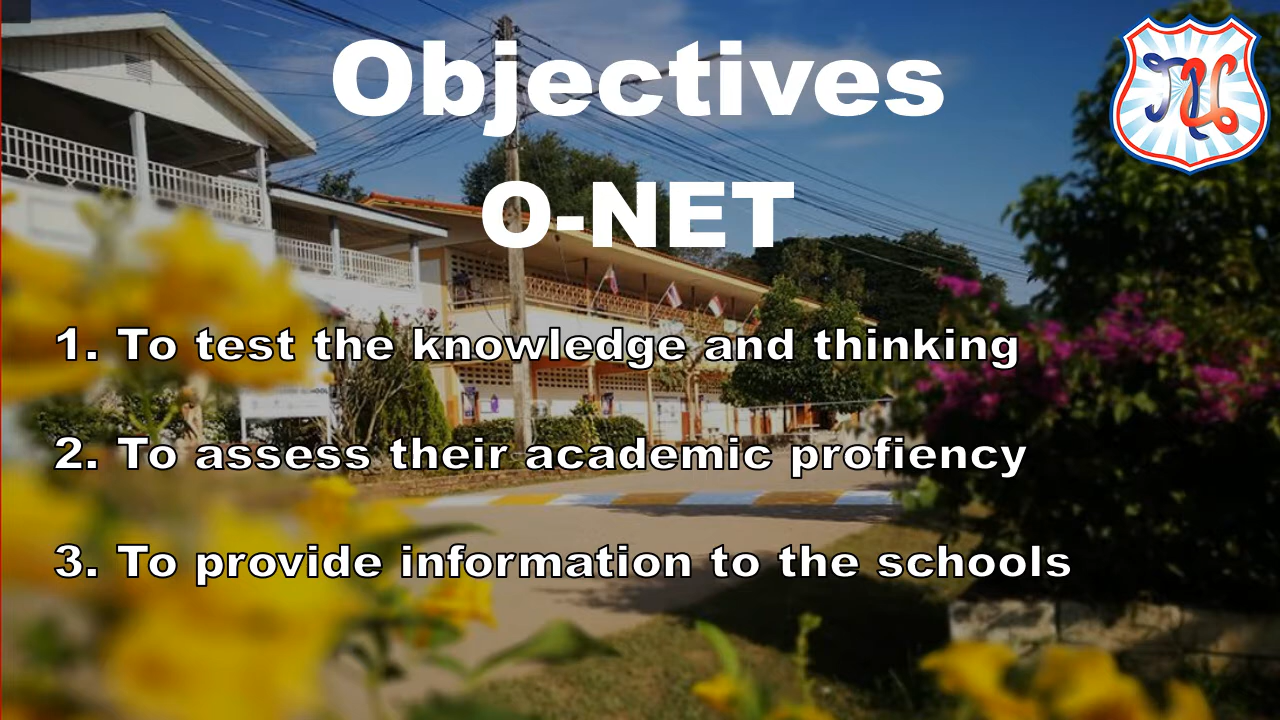 Objectives
O-NET
1. To test the knowledge and thinking
2. To assess their academic profiency
3. To provide information to the schools